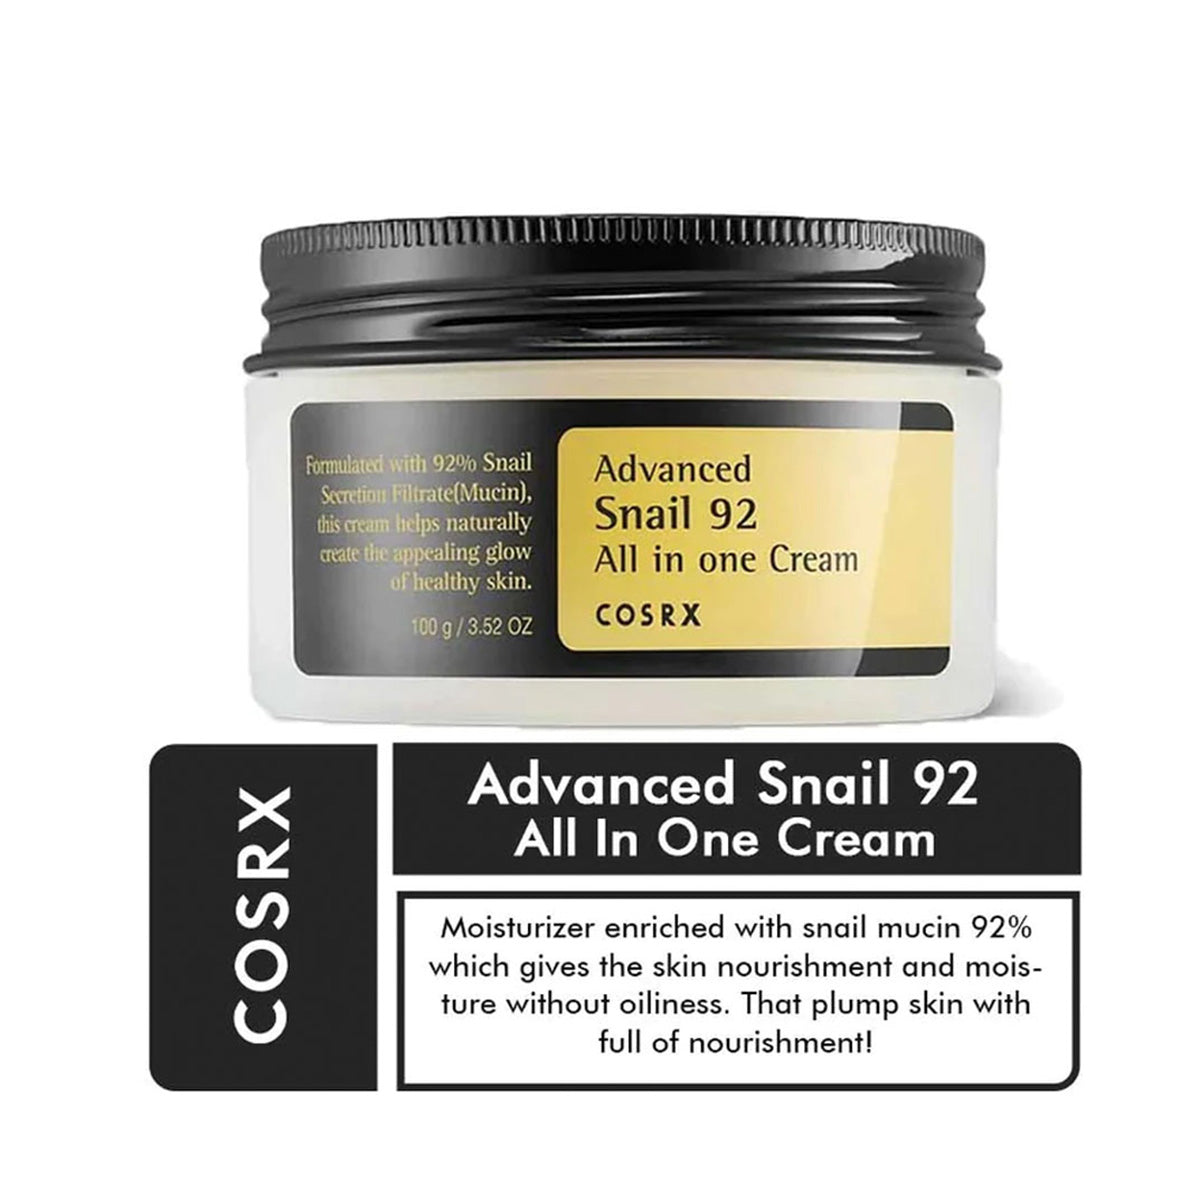 Formulated with 92% Snail
Secretion Filtrate(Mucin),
this cream helps naturally
create the appealing glow
of healthy skin.
100 g / 3.52 OZ
Advanced
Snail 92
All in one Cream
COSRX
COSRX
Advanced Snail 92
All In One Cream
Moisturizer enriched with snail mucin 92%
which gives the skin nourishment and mois-
ture without oiliness. That plump skin with
full of nourishment!